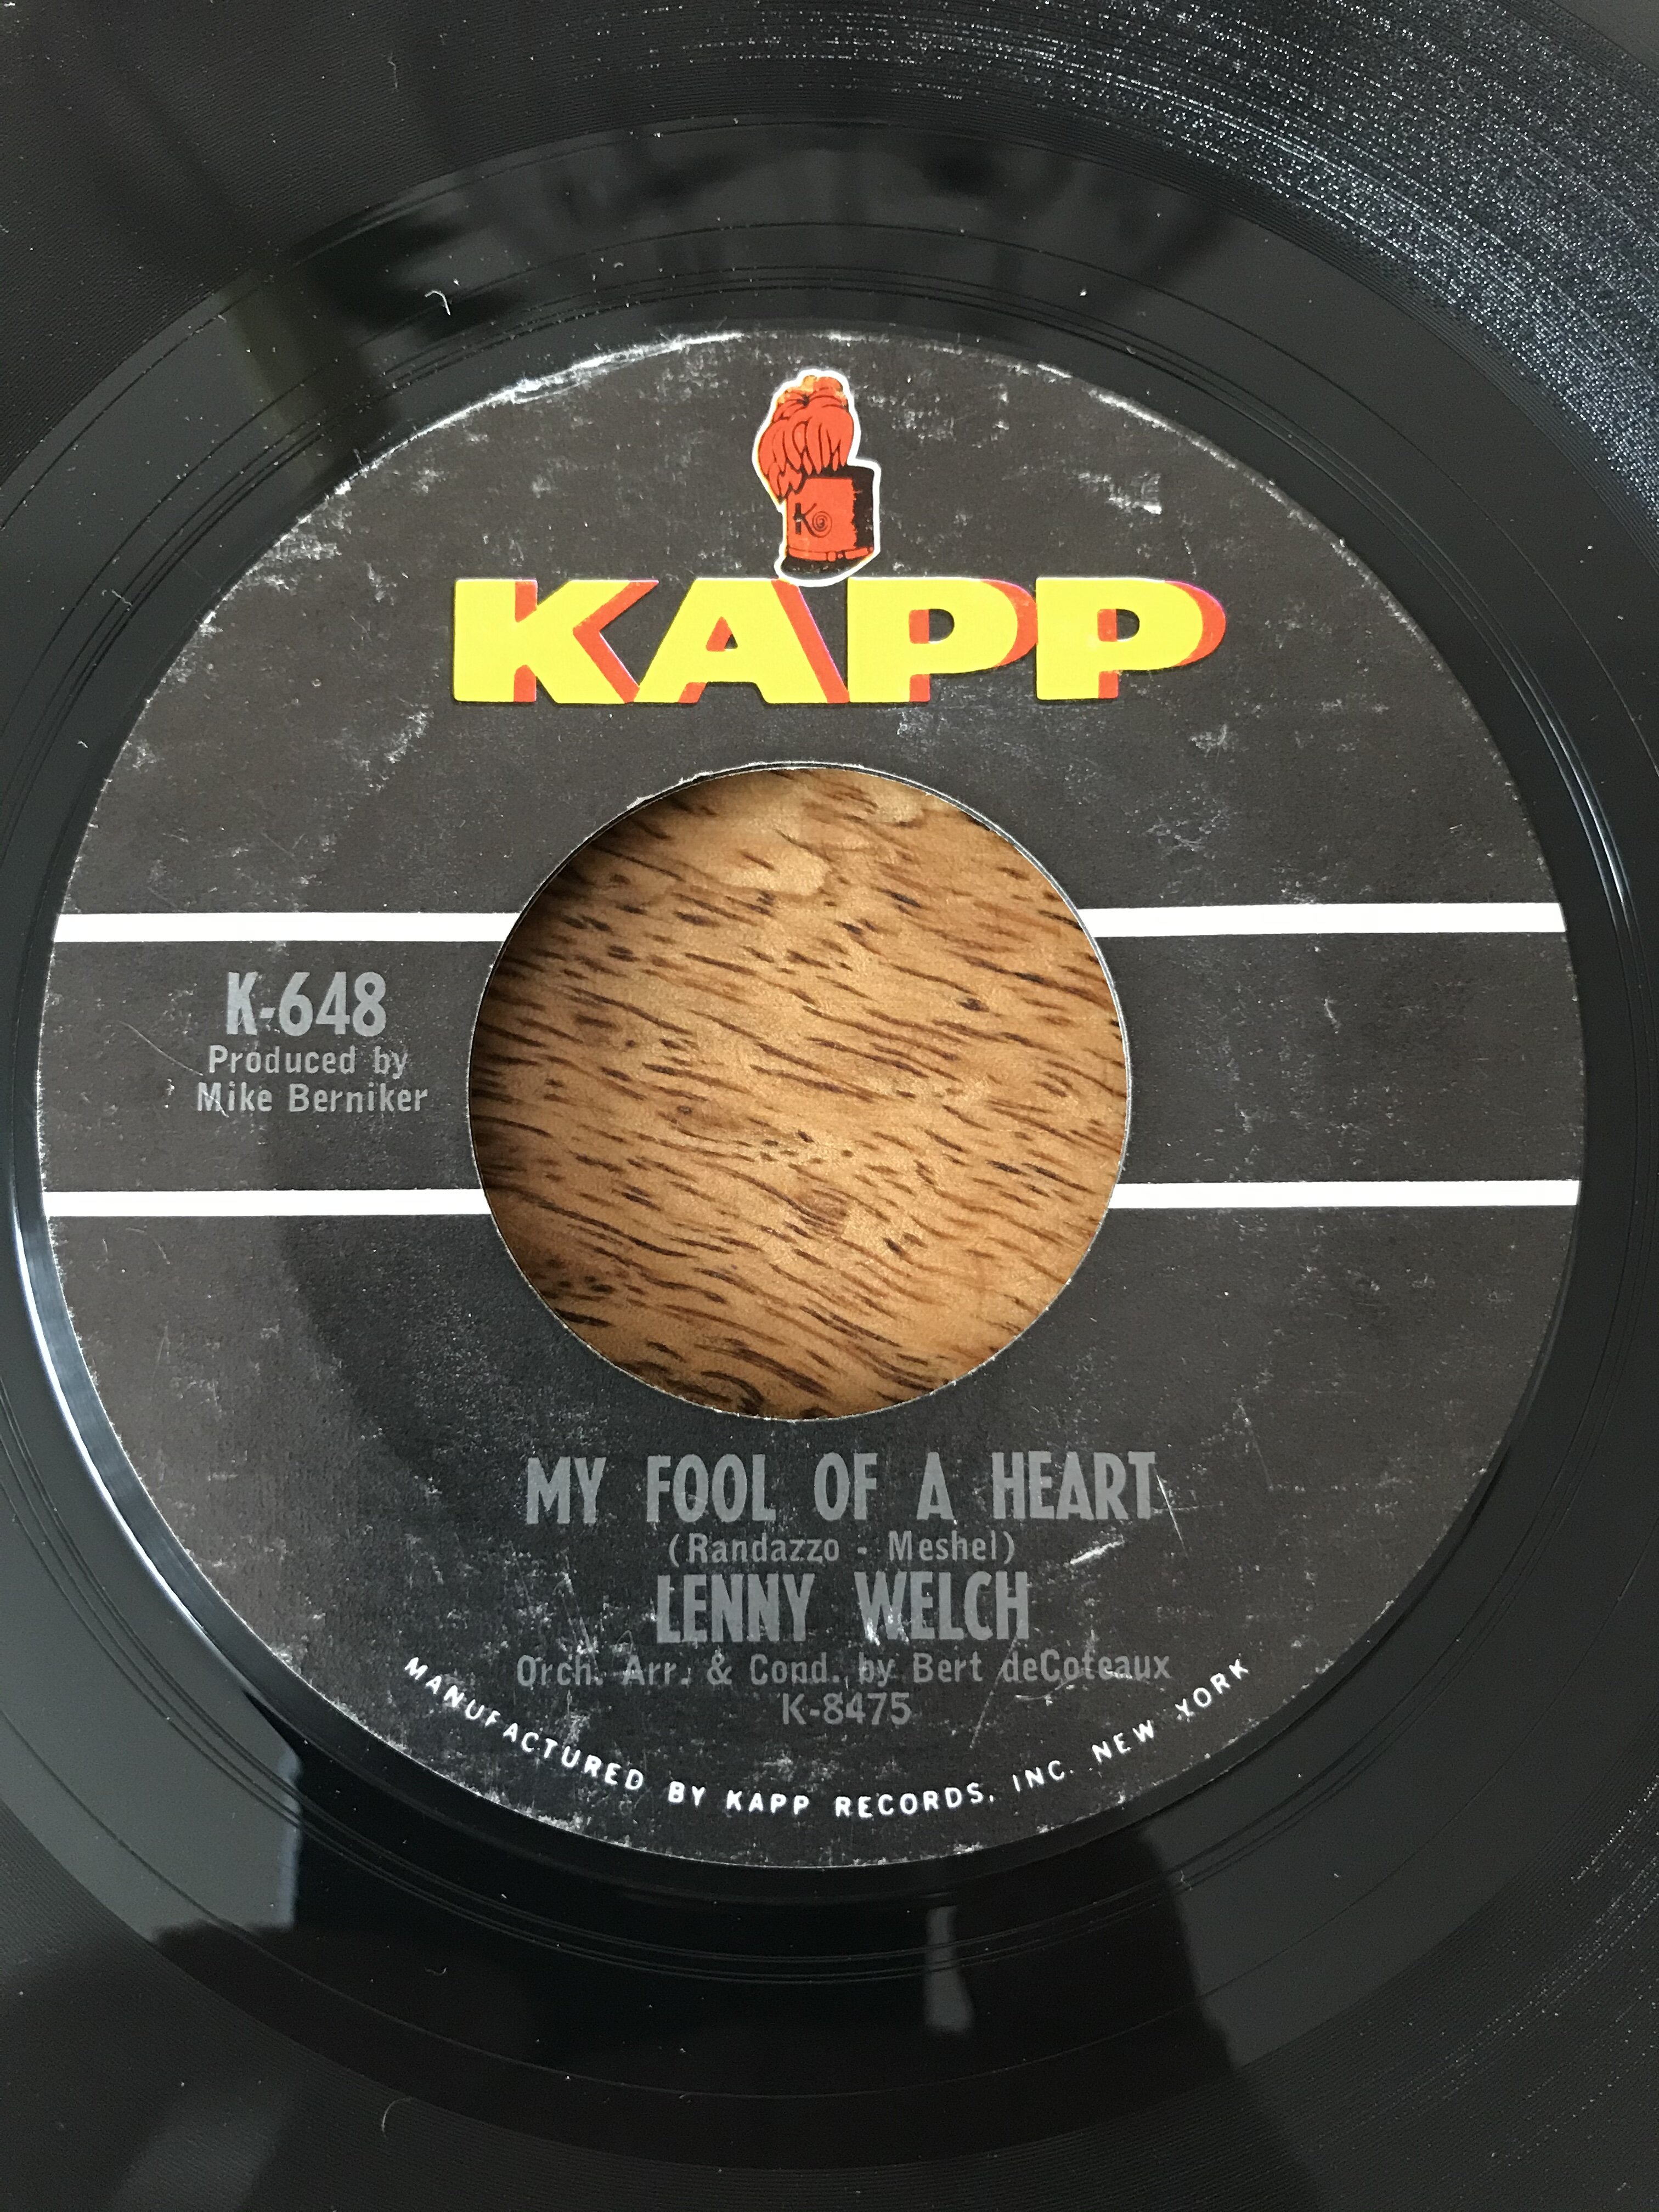 K
KAPP
K-648
Produced by
Mike Berniker
MY FOOL OF A HEART
(Randazzo - Meshel)
LENNY WELCH
Orch. Arr. & Cond. by Bert deCoteaux
K-8475
MANUFACTURED BY KAPP RECORDS, INC. NEW YORK